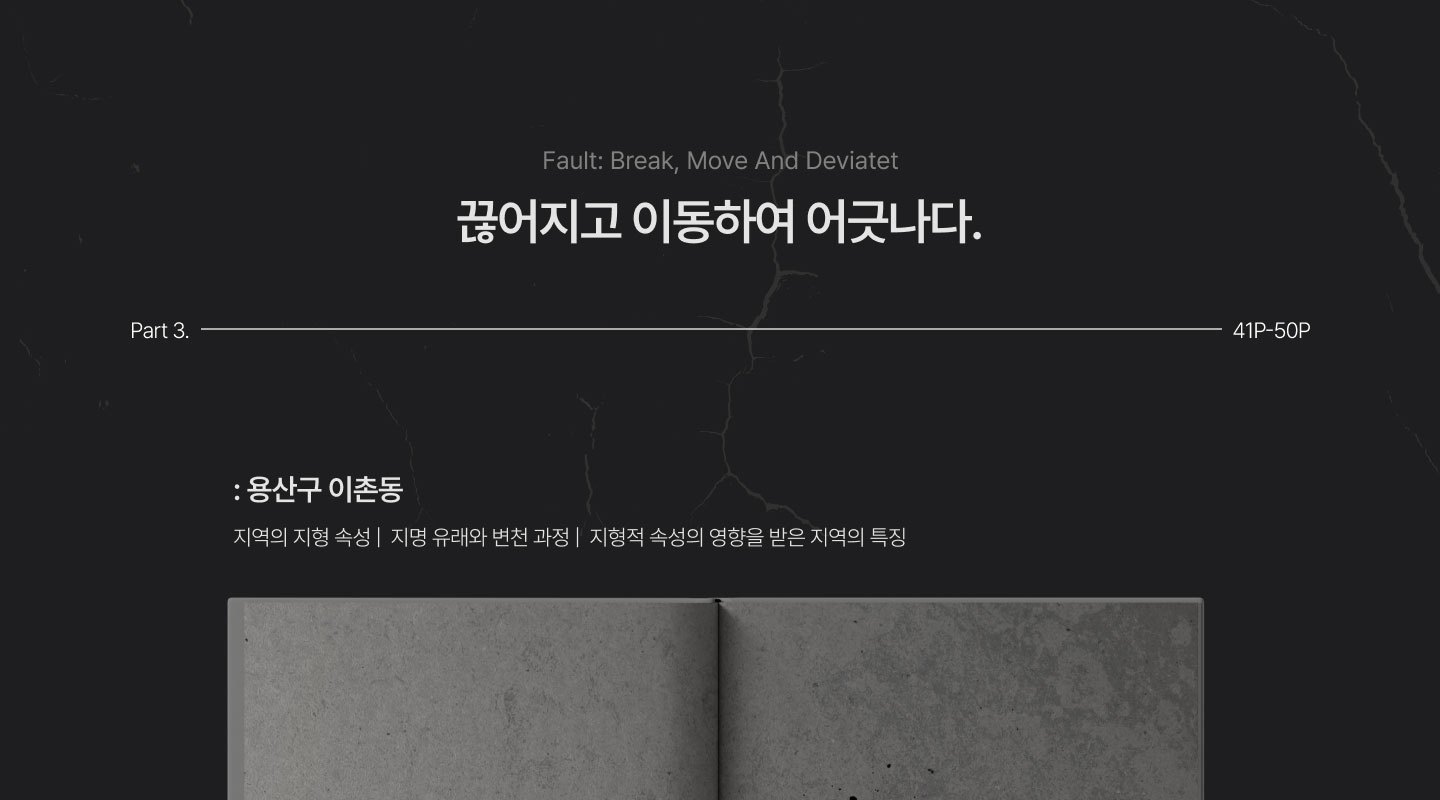 Fault: Break, Move And Deviatet
끊어지고 이동하여 어긋나다.
Part 3.
41P-50P
: 용산구 이촌동
지역의 지형 속성 | 지명 유래와 변천 과정 | 지형적 속성의 영향을 받은 지역의 특징